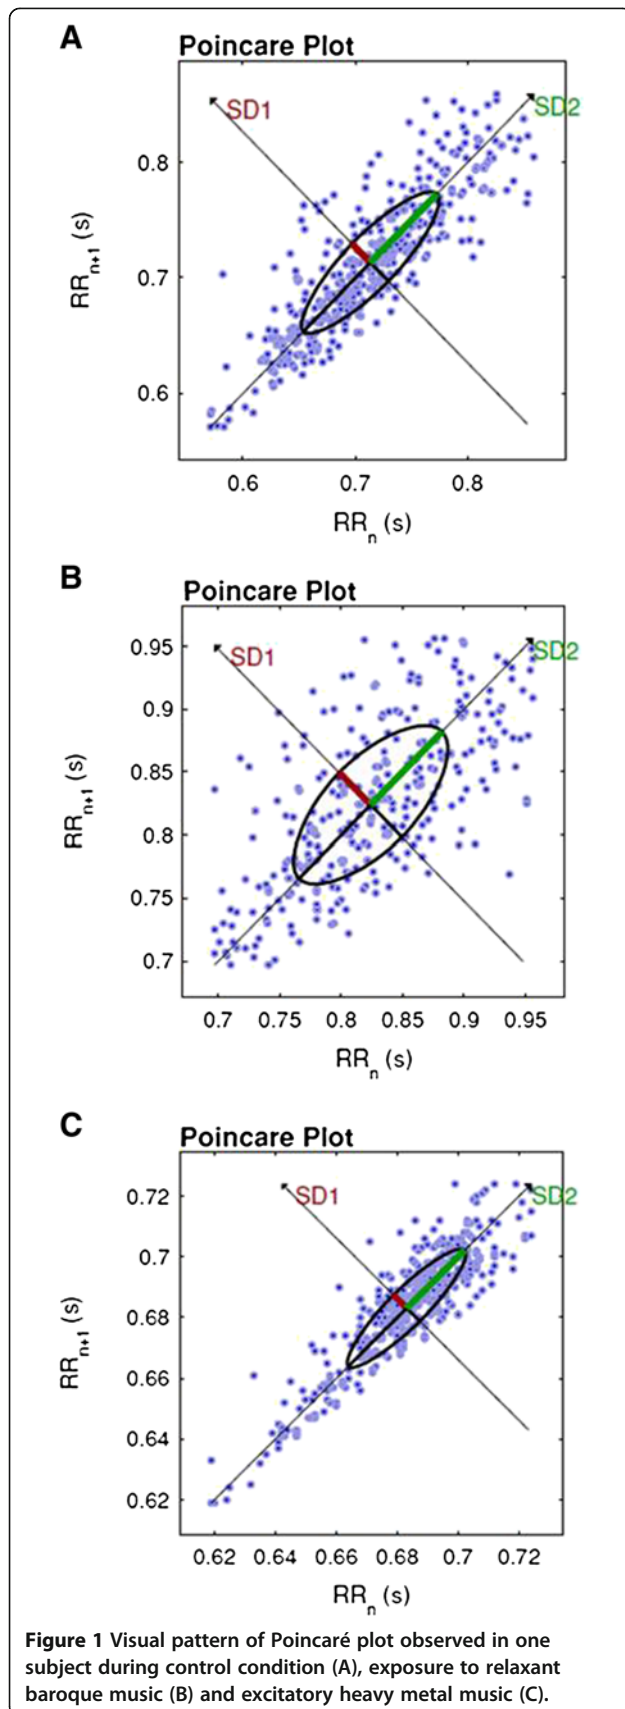 A
Poincare Plot
SD1
SD2
0.8
0.7
0.6
RRn+1 (s)
0.6 0.7 0.8
RRn (s)
B
Poincare Plot
SD1
SD2
0.95
0.9
0.85
0.8
0.75
0.7
RRn+1 (s)
0.7 0.75 0.8 0.85 0.9 0.95
RRn (s)
C
Poincare Plot
SD1
SD2
0.72
0.7
0.68
0.66
0.64
0.62
RRn+1 (s)
0.62 0.64 0.66 0.68 0.7 0.72
RRn (s)
Figure 1 Visual pattern of Poincaré plot observed in one
subject during control condition (A), exposure to relaxant
baroque music (B) and excitatory heavy metal music (C).